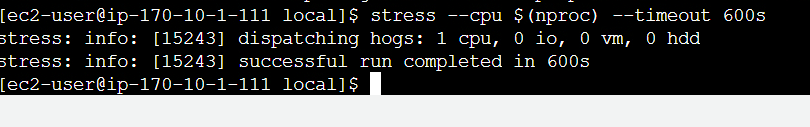 [ec2-user@ip-170-10-1-111 local]$ stress --cpu $(nproc) --timeout 600s
stress: info: [15243] dispatching hogs: 1 cpu, 0 io, 0 vm, 0 hdd
stress: info: [15243] successful run completed in 600s
[ec2-user@ip-170-10-1-111 local]$